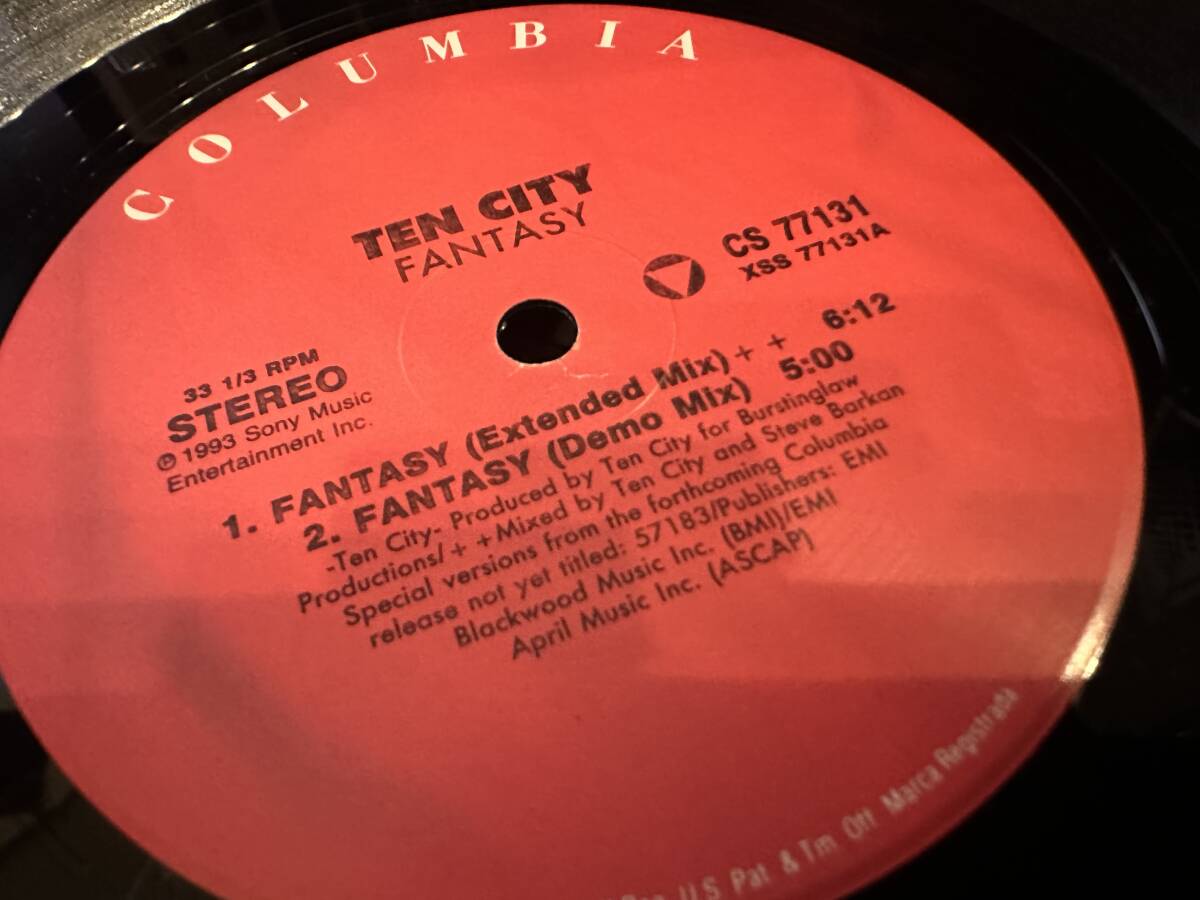 COLUMBIA
TEN CITY
FANTASY
CS 77131
XSS 77131A
33 1/3 RPM
STEREO
℗ 1993 Sony Music
Entertainment Inc.
1. FANTASY (Extended Mix) + + 6:12
2. FANTASY (Demo Mix) 5:00
-Ten City- Produced by Ten City for Burstinglaw
Productions/ + + Mixed by Ten City and Steve Barkan
Special versions from the forthcoming Columbia
release not yet titled: 57183/Publishers: EMI
Blackwood Music Inc. (BMI)/EMI
April Music Inc. (ASCAP)
U.S. Pat. & Tm Off Marca Registrada